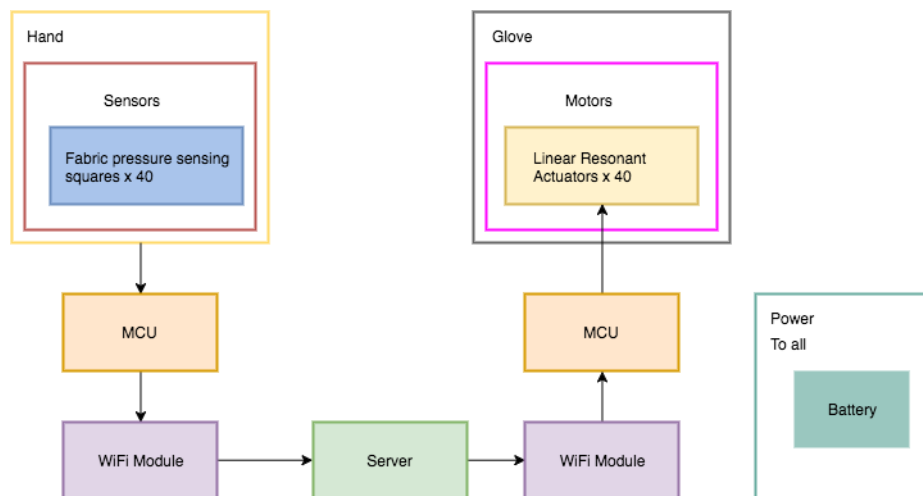 Hand
Sensors
Fabric pressure sensing
squares x 40
Glove
Motors
Linear Resonant
Actuators x 40
MCU
MCU
Power
To all
Battery
WiFi Module
Server
WiFi Module